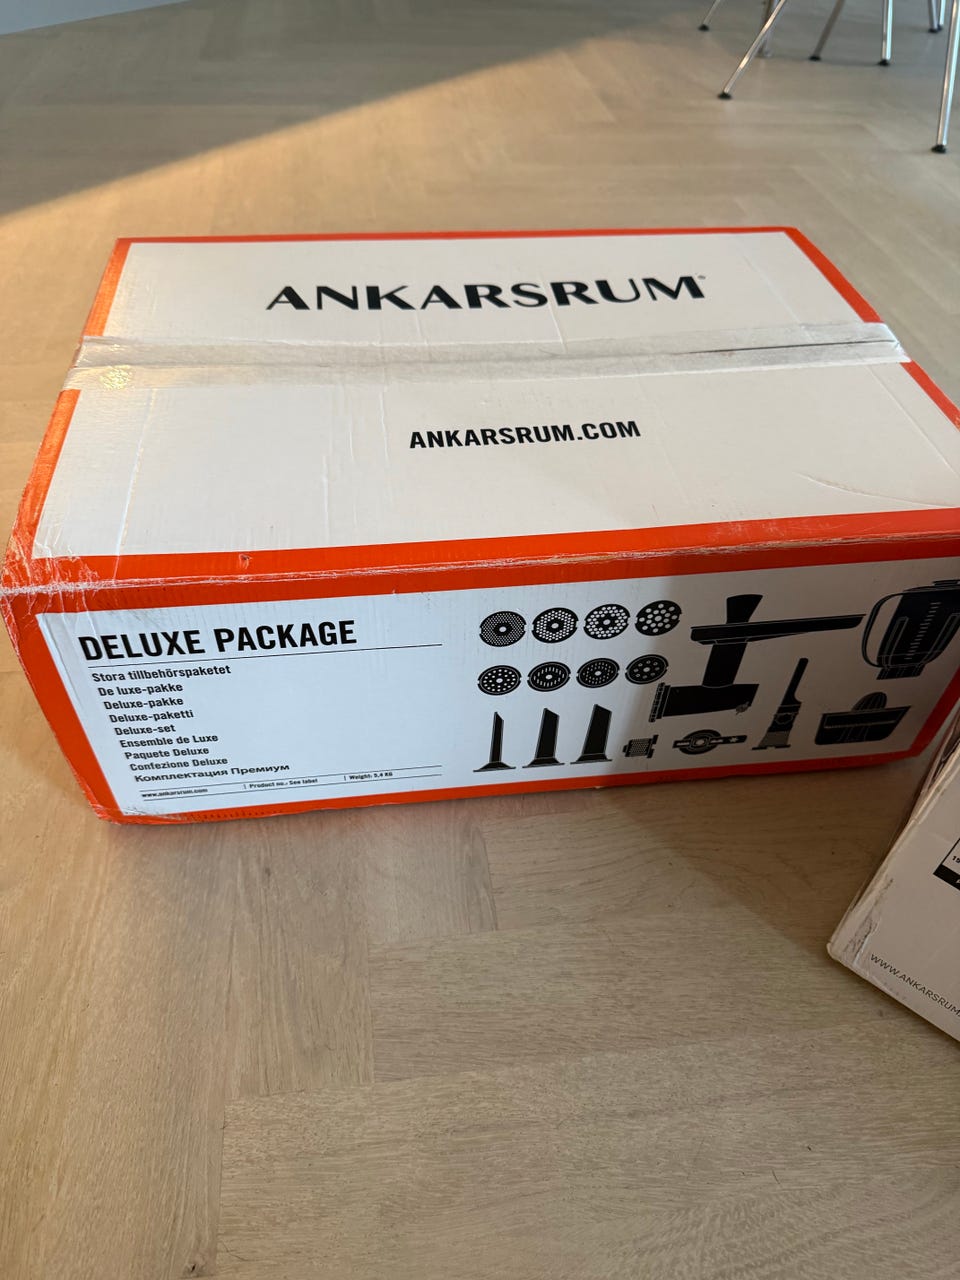 ANKARSRUM®
ANKARSRUM.COM
DELUXE PACKAGE
Stora tillbehörspaketet
De luxe-pakke
Deluxe-pakke
Deluxe-paketti
Deluxe-set
Ensemble de Luxe
Paquete Deluxe
Confezione Deluxe
Комплектация Премиум
www.ankarsrum.com | Product no.: See label | Weight: 5,4 KG
WWW.ANKARSRUM.